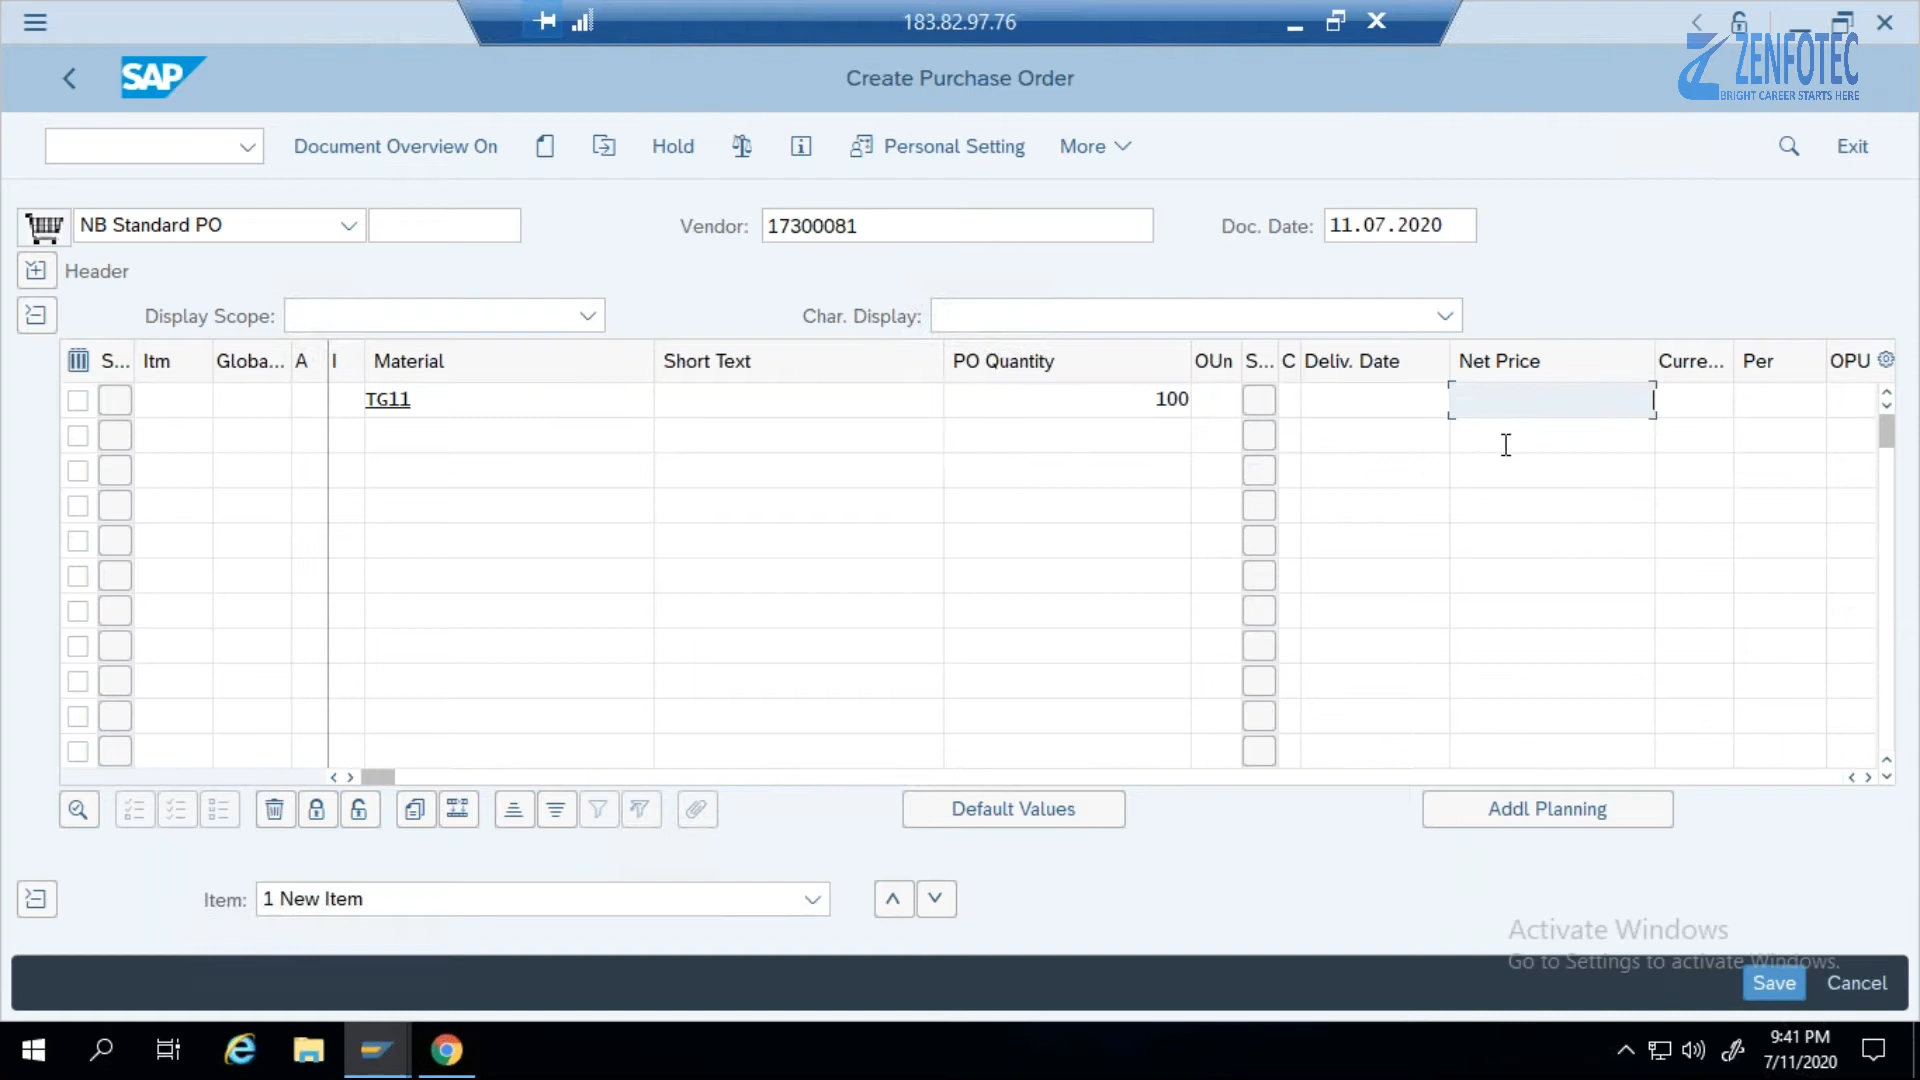 183.82.97.76
SAP
Create Purchase Order
ZENFOTEC
BRIGHT CAREER STARTS HERE
Document Overview On
Hold
Personal Setting
More
Exit
NB Standard PO
Vendor:
17300081
Doc. Date:
11.07.2020
Header
Display Scope:
Char. Display:
S... Itm Globa... A I Material Short Text PO Quantity OUn S... C Deliv. Date Net Price Curre... Per OPU
TG11 100
Default Values
Addl Planning
Item:
1 New Item
Activate Windows
Go to Settings to activate Windows.
Save
Cancel
9:41 PM
7/11/2020